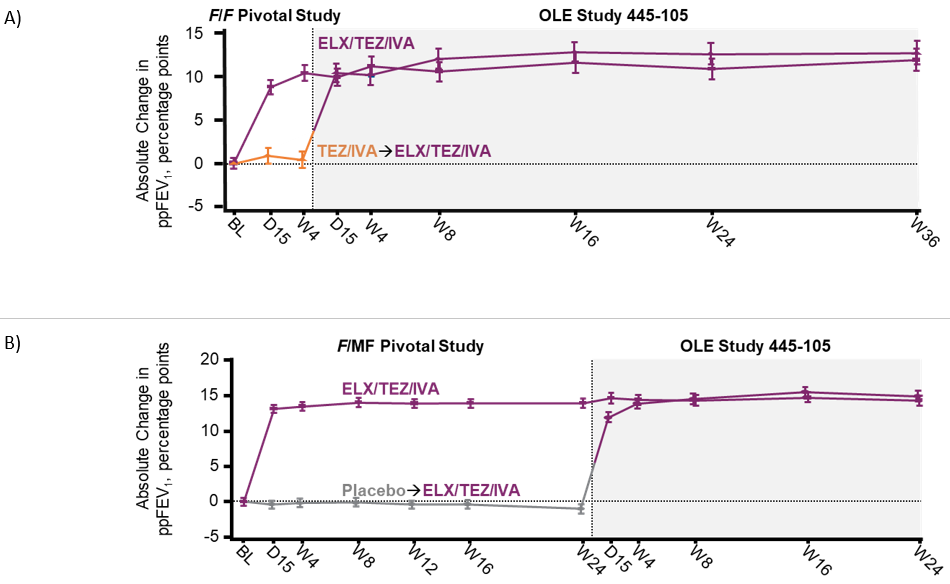 A)
F/F Pivotal Study
OLE Study 445-105
Absolute Change in
ppFEV1, percentage points
15
10
5
0
-5
ELX/TEZ/IVA
TEZ/IVA→ELX/TEZ/IVA
BL D15 W4 D15 W4 W8 W16 W24 W36
B)
F/MF Pivotal Study
OLE Study 445-105
Absolute Change in
ppFEV1, percentage points
20
15
10
5
0
-5
ELX/TEZ/IVA
Placebo→ELX/TEZ/IVA
BL D15 W4 W8 W12 W16 W24 D15 W4 W8 W16 W24